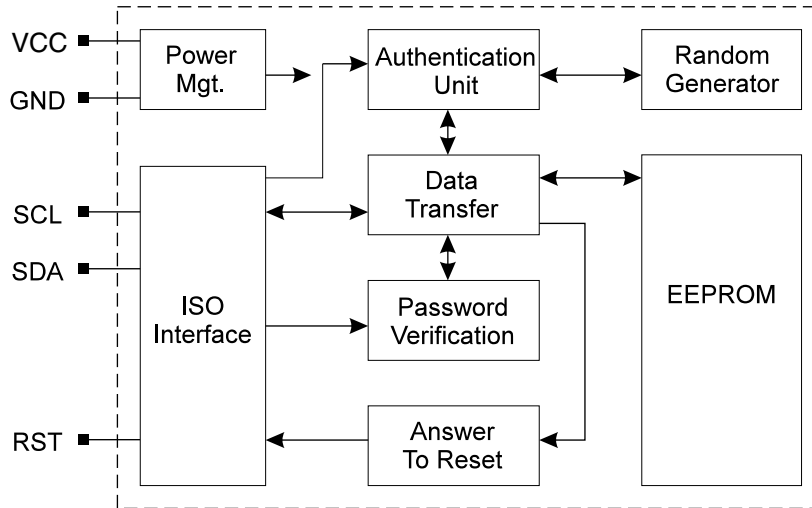 VCC
GND
SCL
SDA
RST
Power
Mgt.
Authentication
Unit
Random
Generator
ISO
Interface
Data
Transfer
EEPROM
Password
Verification
Answer
To Reset